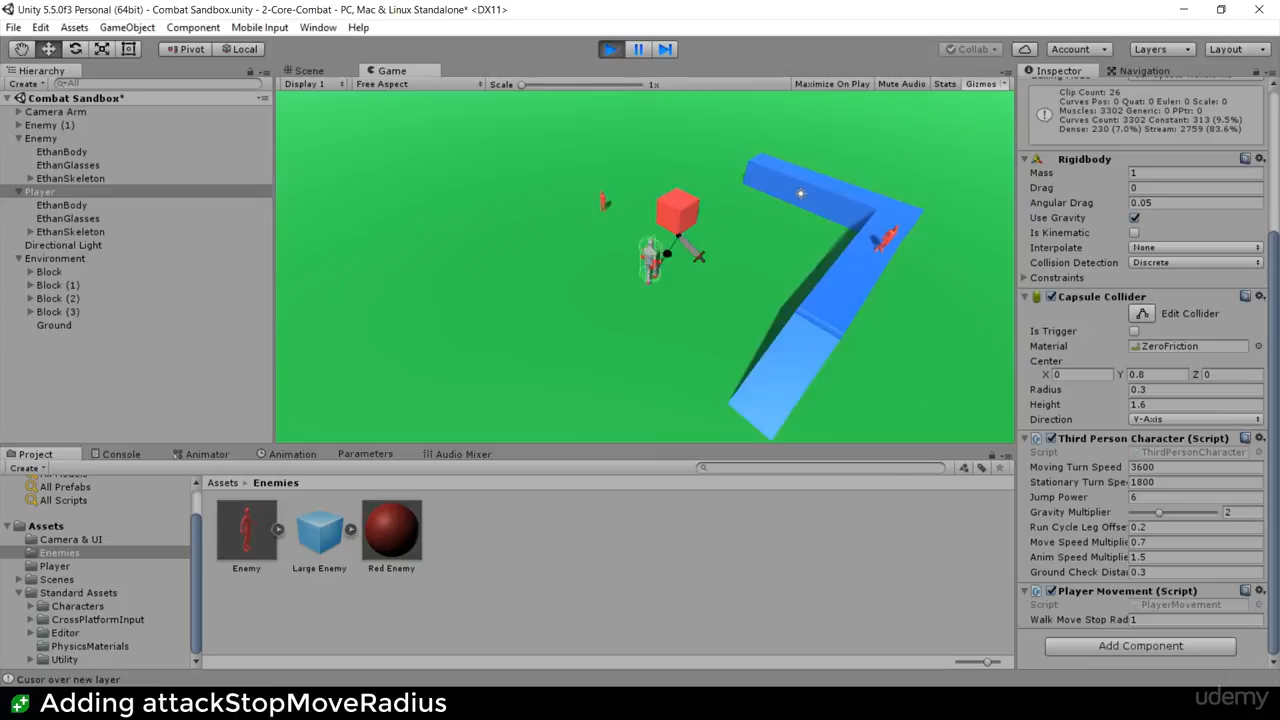 Unity 5.5.0f3 Personal (64bit) - Combat Sandbox.unity - 2-Core-Combat - PC, Mac & Linux Standalone* <DX11>
File Edit Assets GameObject Component Mobile Input Window Help
Pivot Local Collab Account Layers Layout
Hierarchy Scene Game Inspector Navigation
Create All Display 1 Free Aspect Scale 1x Maximize On Play Mute Audio Stats Gizmos
Combat Sandbox*
Camera Arm
Enemy (1)
Enemy
EthanBody
EthanGlasses
EthanSkeleton
Player
EthanBody
EthanGlasses
EthanSkeleton
Directional Light
Environment
Block
Block (1)
Block (2)
Block (3)
Ground
Clip Count: 26
Curves Pos: 0 Quat: 0 Euler: 0 Scale: 0
Muscles: 3302 Generic: 0 PPtr: 0
Curves Count: 3302 Constant: 313 (9.5%)
Dense: 230 (7.0%) Stream: 2759 (83.6%)
Rigidbody
Mass 1
Drag 0
Angular Drag 0.05
Use Gravity
Is Kinematic
Interpolate None
Collision Detection Discrete
Constraints
Capsule Collider
Edit Collider
Is Trigger
Material ZeroFriction
Center
X 0 Y 0.8 Z 0
Radius 0.3
Height 1.6
Direction Y-Axis
Third Person Character (Script)
Script ThirdPersonCharacter
Moving Turn Speed 3600
Stationary Turn Spe 1800
Jump Power 6
Gravity Multiplier 2
Run Cycle Leg Offse 0.2
Move Speed Multiplie 0.7
Anim Speed Multiplie 1.5
Ground Check Distar 0.3
Player Movement (Script)
Script PlayerMovement
Walk Move Stop Rad 1
Add Component
Project Console Animator Animation Parameters Audio Mixer
Create
All Prefabs
All Scripts
Assets
Camera & UI
Enemies
Player
Scenes
Standard Assets
Characters
CrossPlatformInput
Editor
PhysicsMaterials
Utility
Assets Enemies
Enemy Large Enemy Red Enemy
Cusor over new layer
Adding attackStopMoveRadius
udemy